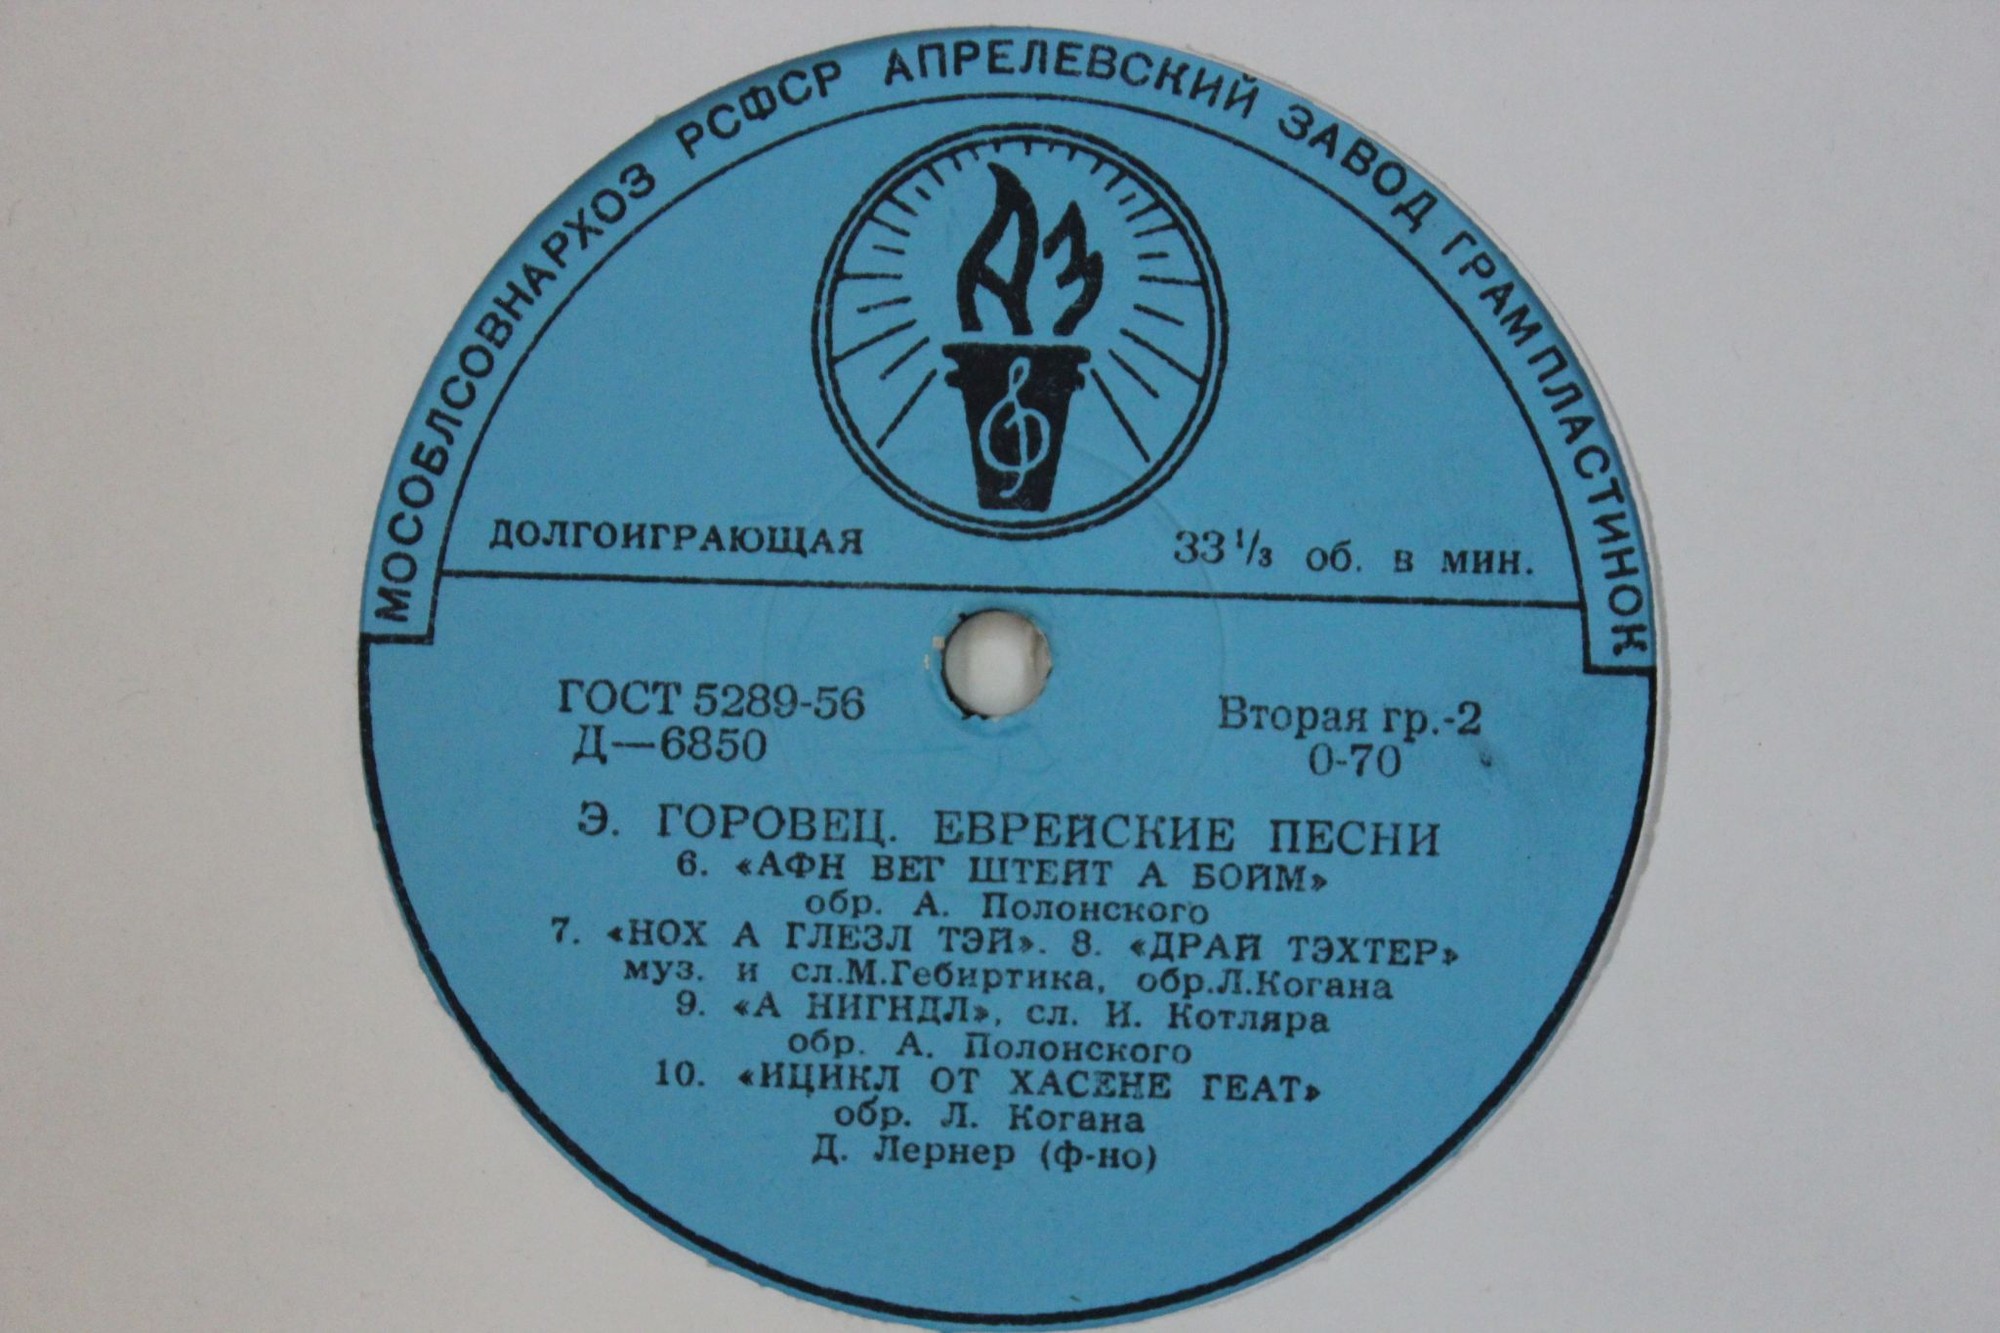 МОСОБЛСОВНАРХОЗ РСФСР АПРЕЛЕВСКИЙ ЗАВОД ГРАМПЛАСТИНОК
АЗ
ДОЛГОИГРАЮЩАЯ 33 1/3 об. в мин.
ГОСТ 5289-56 Вторая гр.-2
Д—6850 0-70
Э. ГОРОВЕЦ. ЕВРЕЙСКИЕ ПЕСНИ
6. «АФН ВЕГ ШТЕЙТ А БОЙМ»
обр. А. Полонского
7. «НОХ А ГЛЕЗЛ ТЭЙ». 8. «ДРАЙ ТЭХТЕР»
муз. и сл.М.Гебиртика, обр.Л.Когана
9. «А НИГНДЛ», сл. И. Котляра
обр. А. Полонского
10. «ИЦИКЛ ОТ ХАСЕНЕ ГЕАТ»
обр. Л. Когана
Д. Лернер (ф-но)